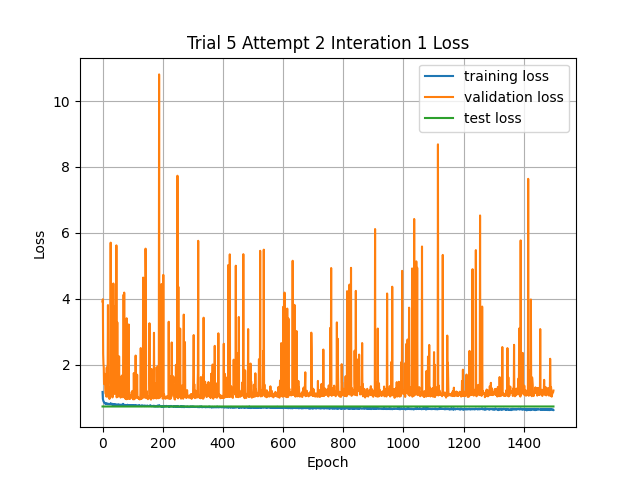 Trial 5 Attempt 2 Interation 1 Loss
training loss
validation loss
test loss
10
8
6
4
2
Loss
0 200 400 600 800 1000 1200 1400
Epoch